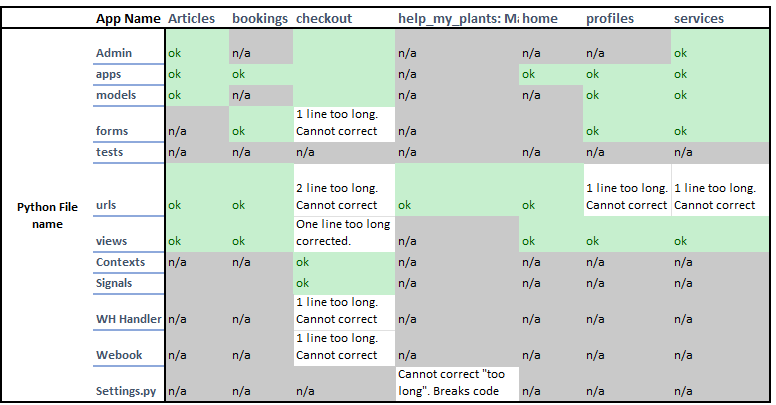 App Name Articles bookings checkout help_my_plants: Ma home profiles services
Admin ok n/a n/a n/a n/a ok
apps ok ok n/a ok ok ok
models ok n/a n/a n/a ok ok
1 line too long.
forms n/a ok Cannot correct n/a ok ok
tests n/a n/a n/a n/a n/a n/a n/a
2 line too long. 1 line too long. 1 line too long.
Python File urls ok ok Cannot correct ok ok Cannot correct Cannot correct
name
One line too long
views ok ok corrected. n/a ok ok ok
Contexts n/a n/a ok n/a n/a n/a n/a
Signals ok n/a n/a n/a n/a
1 line too long.
WH Handler n/a n/a Cannot correct n/a n/a n/a n/a
1 line too long.
Webook n/a n/a Cannot correct n/a n/a n/a n/a
Cannot correct "too
Settings.py n/a n/a n/a long". Breaks code n/a n/a n/a